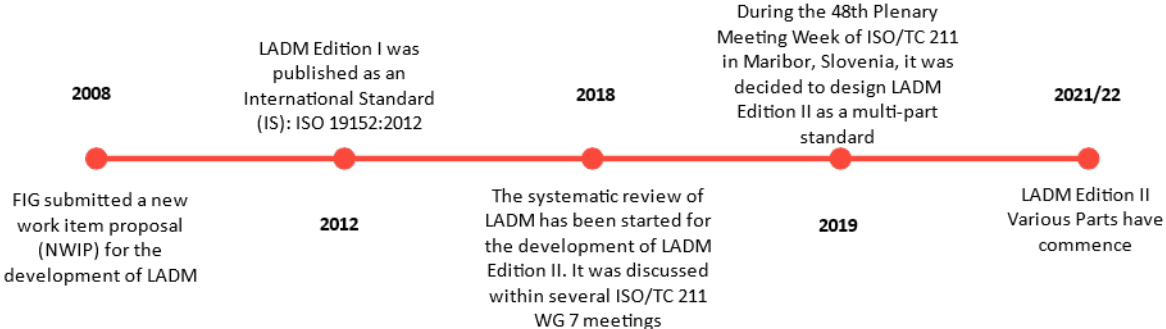 2008
FIG submitted a new
work item proposal
(NWIP) for the
development of LADM
LADM Edition I was
published as an
International Standard
(IS): ISO 19152:2012
2012
2018
The systematic review of
LADM has been started for
the development of LADM
Edition II. It was discussed
within several ISO/TC 211
WG 7 meetings
During the 48th Plenary
Meeting Week of ISO/TC 211
in Maribor, Slovenia, it was
decided to design LADM
Edition II as a multi-part
standard
2019
2021/22
LADM Edition II
Various Parts have
commence